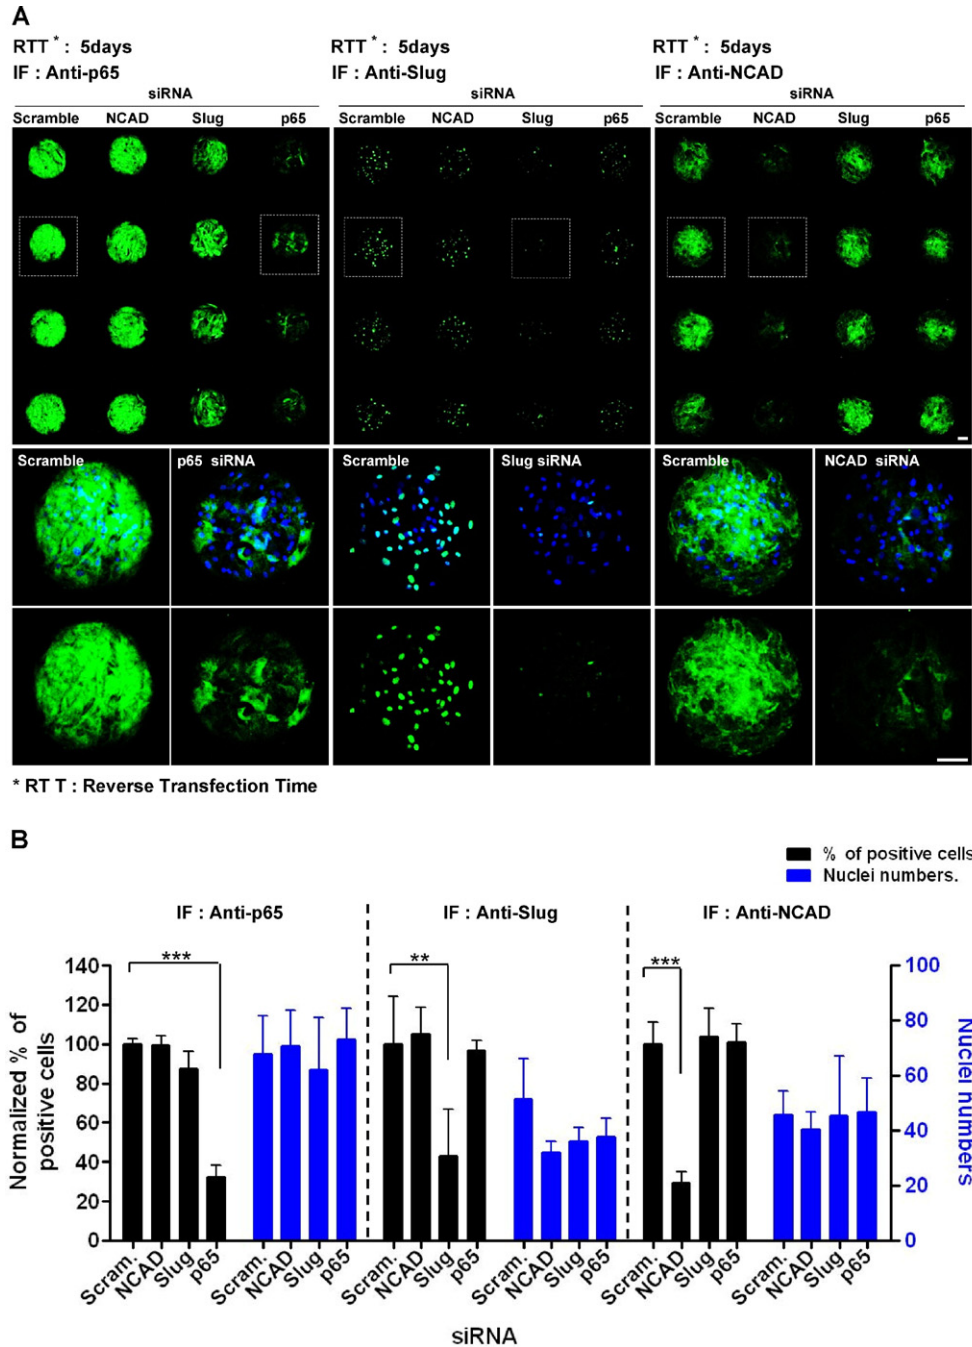 A
RTT * : 5days RTT * : 5days RTT * : 5days
IF : Anti-p65 IF : Anti-Slug IF : Anti-NCAD
siRNA siRNA siRNA
Scramble NCAD Slug p65 Scramble NCAD Slug p65 Scramble NCAD Slug p65
Scramble p65 siRNA Scramble Slug siRNA Scramble NCAD siRNA
* RT T : Reverse Transfection Time
B
% of positive cells
Nuclei numbers.
IF : Anti-p65 IF : Anti-Slug IF : Anti-NCAD
*** ** ***
Normalized % of
positive cells
140
120
100
80
60
40
20
0
100
80
60
40
20
0
Nuclei numbers
Scram. NCAD Slug p65 Scram. NCAD Slug p65 Scram. NCAD Slug p65 Scram. NCAD Slug p65 Scram. NCAD Slug p65 Scram. NCAD Slug p65
siRNA